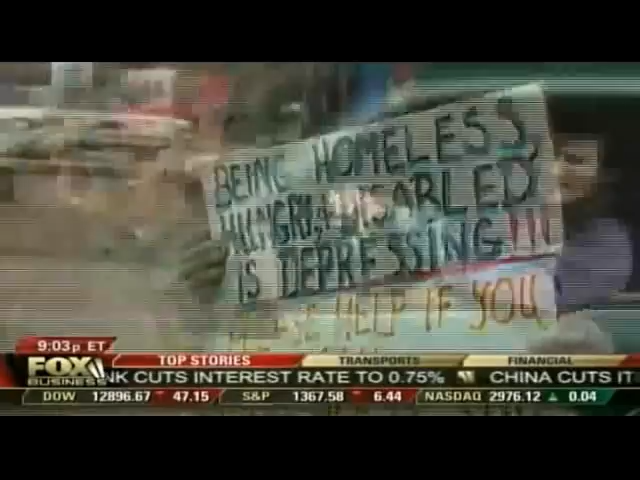 BEING HOMELESS,
HUNGRY, & DISABLED
IS DEPRESSING!!!
HELP IF YOU
9:03p ET
TOP STORIES TRANSPORTS FINANCIAL
FOX
BUSINESS
NK CUTS INTEREST RATE TO 0.75% CHINA CUTS IT
DOW 12896.67 47.15 S&P 1367.58 6.44 NASDAQ 2976.12 0.04